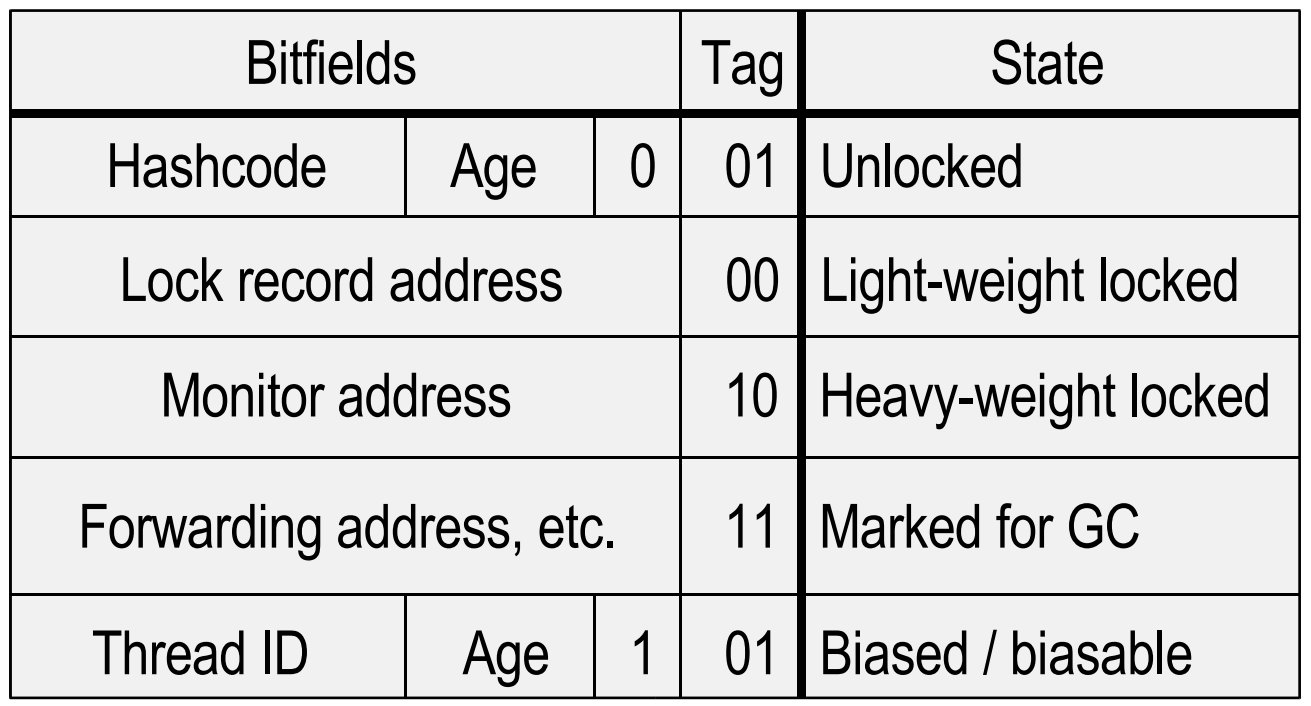 Bitfields Tag State
Hashcode Age 0 01 Unlocked
Lock record address 00 Light-weight locked
Monitor address 10 Heavy-weight locked
Forwarding address, etc. 11 Marked for GC
Thread ID Age 1 01 Biased / biasable